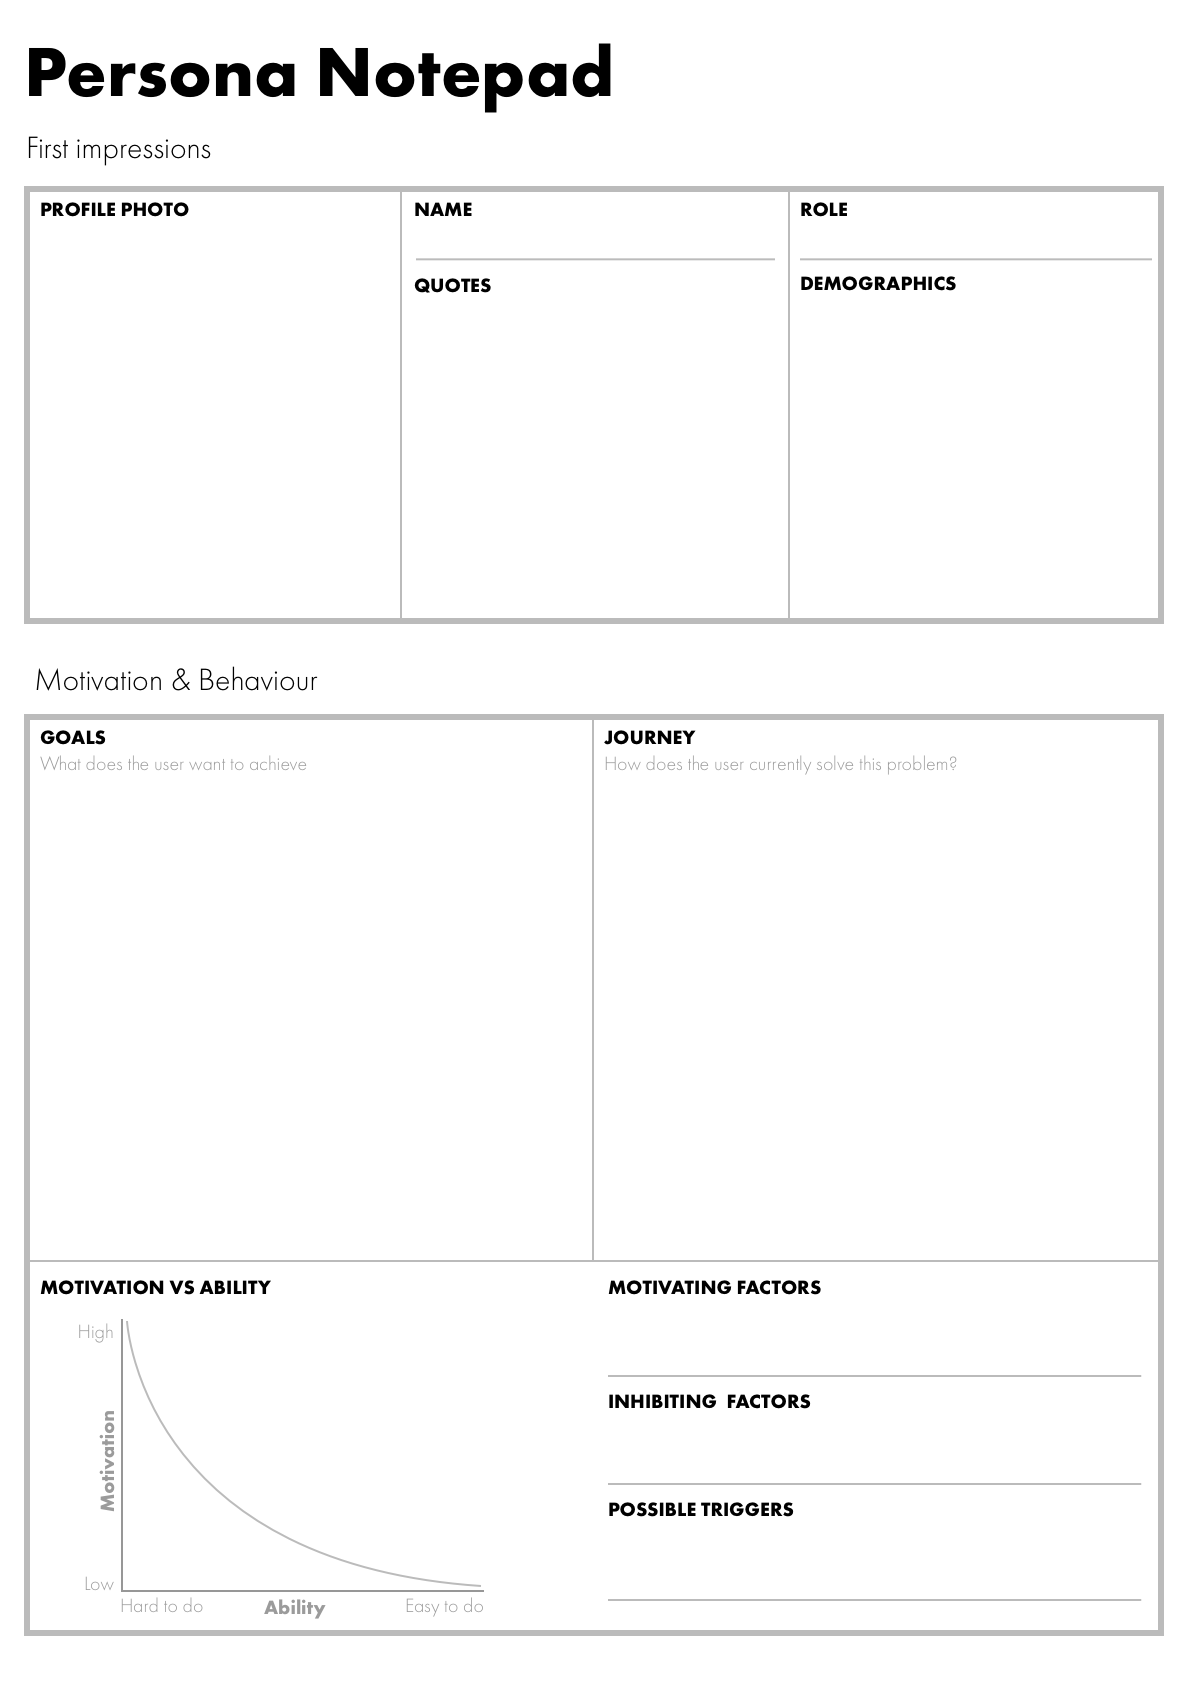 Persona Notepad
First impressions
PROFILE PHOTO
NAME
ROLE
QUOTES
DEMOGRAPHICS
Motivation & Behaviour
GOALS
What does the user want to achieve
JOURNEY
How does the user currently solve this problem?
MOTIVATION VS ABILITY
High
Motivation
Low
Hard to do
Ability
Easy to do
MOTIVATING FACTORS
INHIBITING  FACTORS
POSSIBLE TRIGGERS